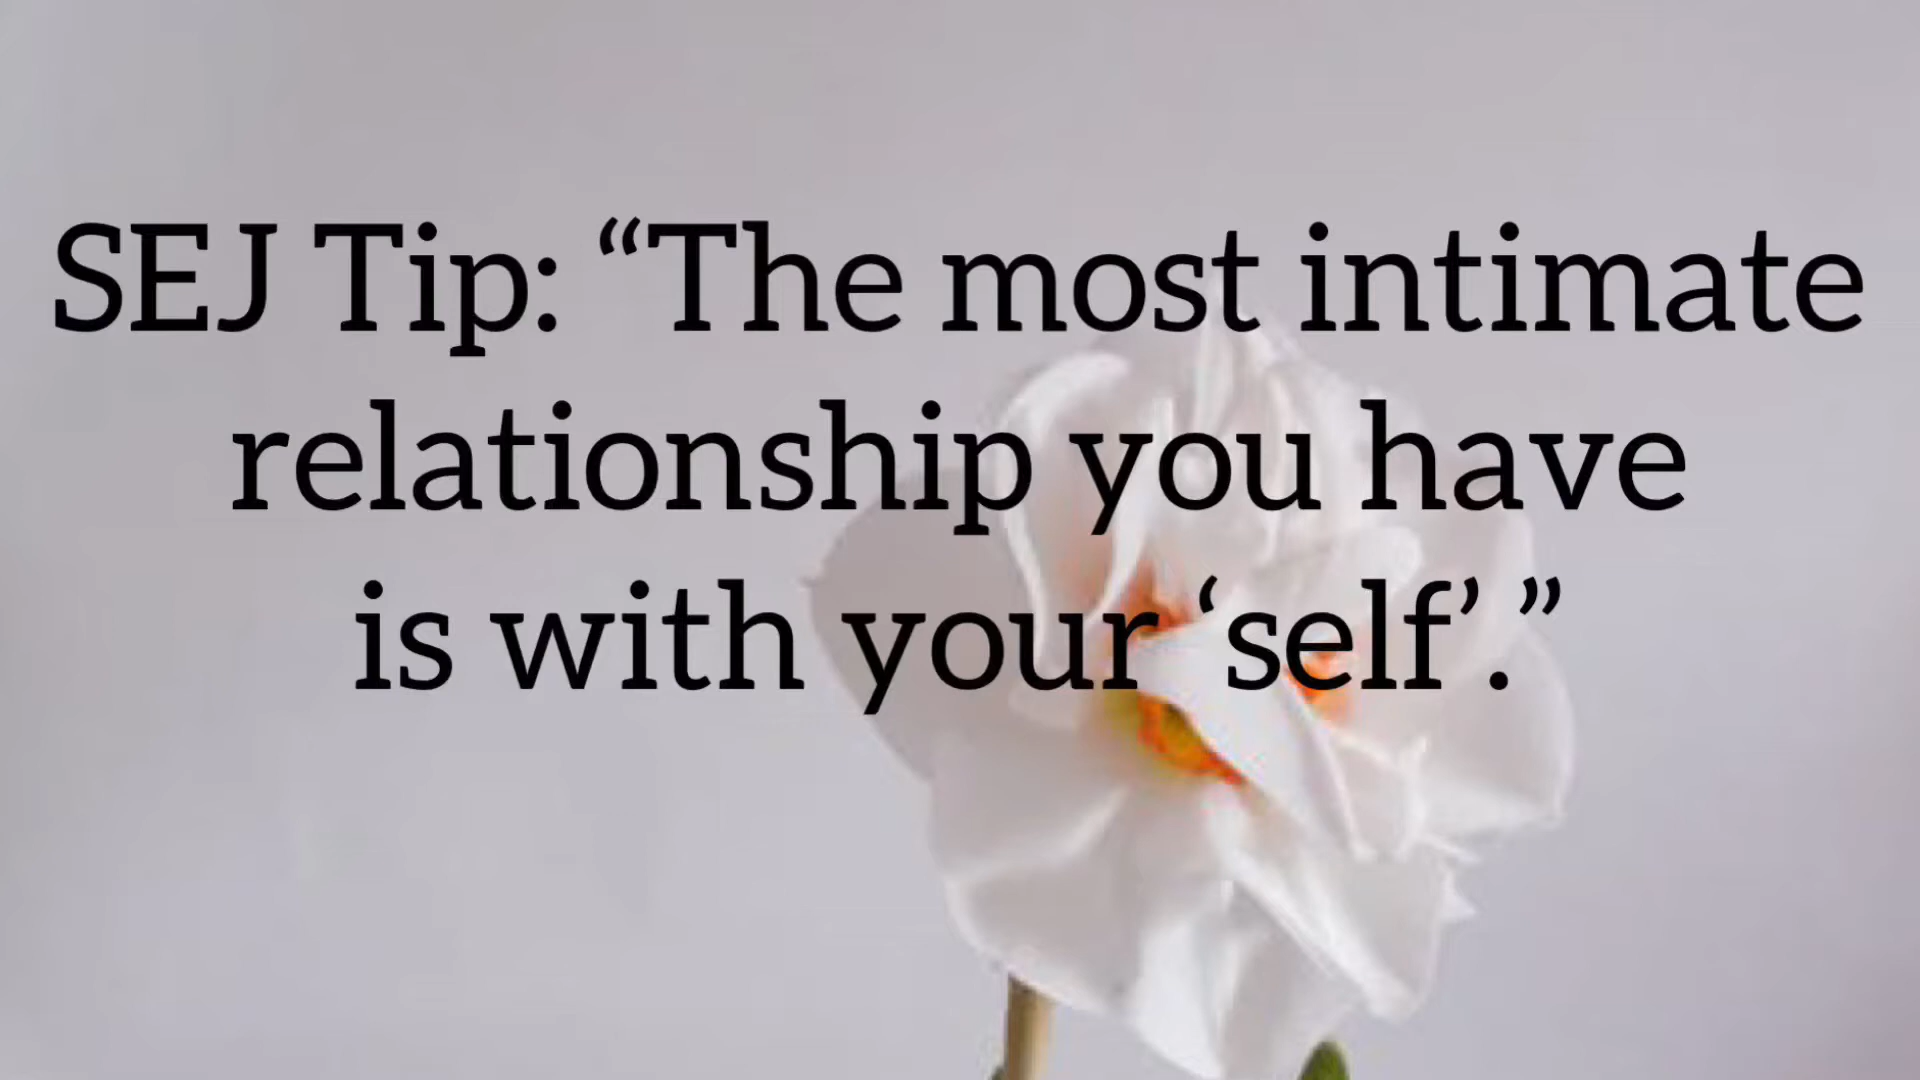 SEJ Tip: “The most intimate
relationship you have
is with your ‘self’.”